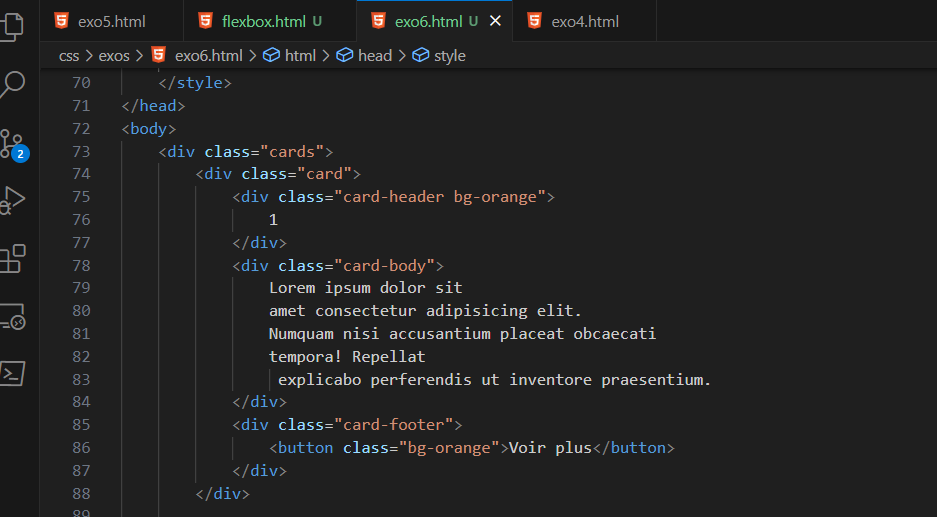 exo5.html flexbox.html U exo6.html U exo4.html
css > exos > exo6.html > html > head > style
70 </style>
71 </head>
72 <body>
73 <div class="cards">
74 <div class="card">
75 <div class="card-header bg-orange">
76 1
77 </div>
78 <div class="card-body">
79 Lorem ipsum dolor sit
80 amet consectetur adipisicing elit.
81 Numquam nisi accusantium placeat obcaecati
82 tempora! Repellat
83 explicabo perferendis ut inventore praesentium.
84 </div>
85 <div class="card-footer">
86 <button class="bg-orange">Voir plus</button>
87 </div>
88 </div>
89
2